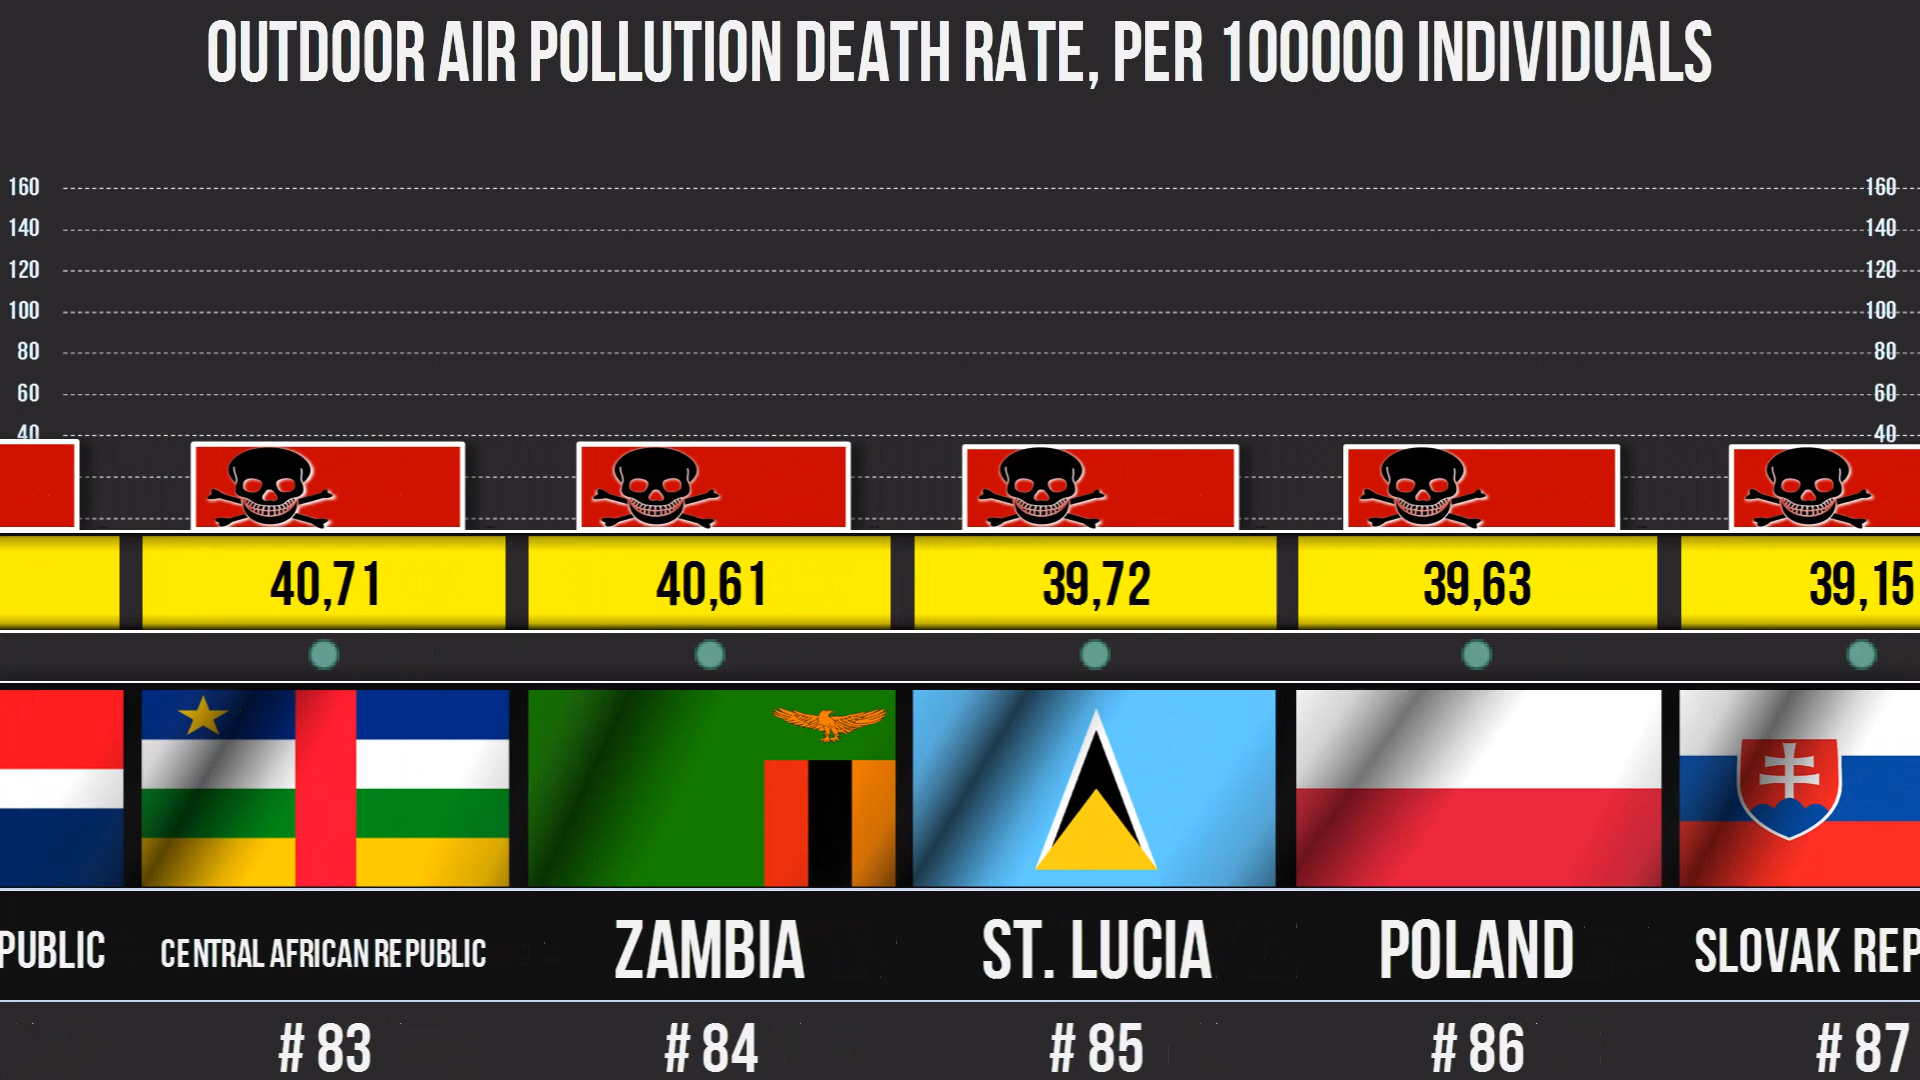 OUTDOOR AIR POLLUTION DEATH RATE, PER 100000 INDIVIDUALS
160 160
140 140
120 120
100 100
80 80
60 60
40 40
40,71 40,61 39,72 39,63 39,15
PUBLIC CENTRAL AFRICAN REPUBLIC ZAMBIA ST. LUCIA POLAND SLOVAK REP
# 83 # 84 # 85 # 86 # 87